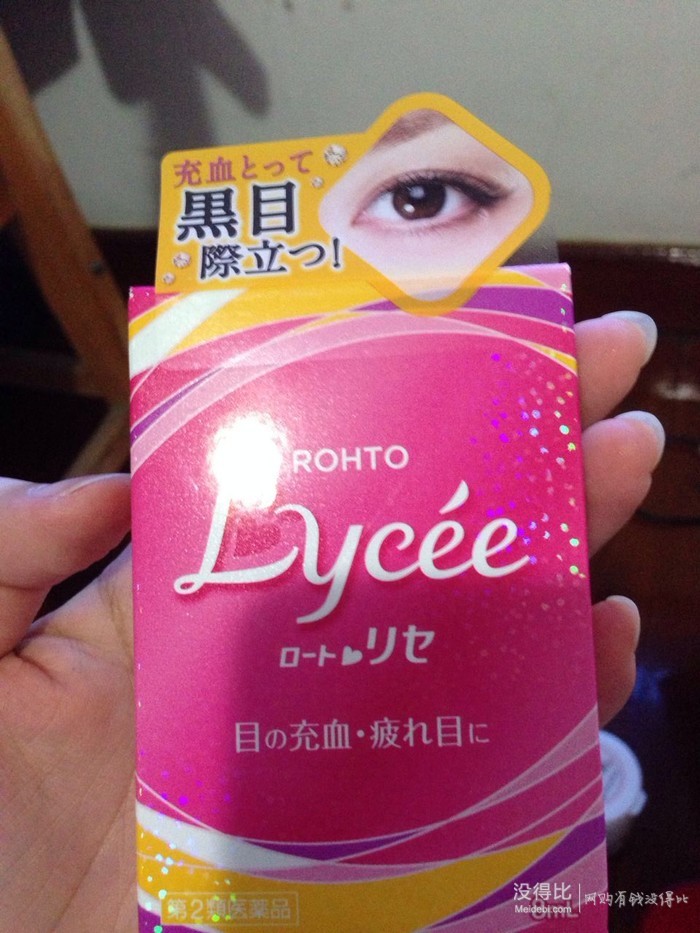 充血とって
黒目
際立つ!
ROHTO
Lycée
ロートリセ
目の充血・疲れ目に
第2類医薬品
8mL
没得比
Meidebi.com
网购有钱没得比